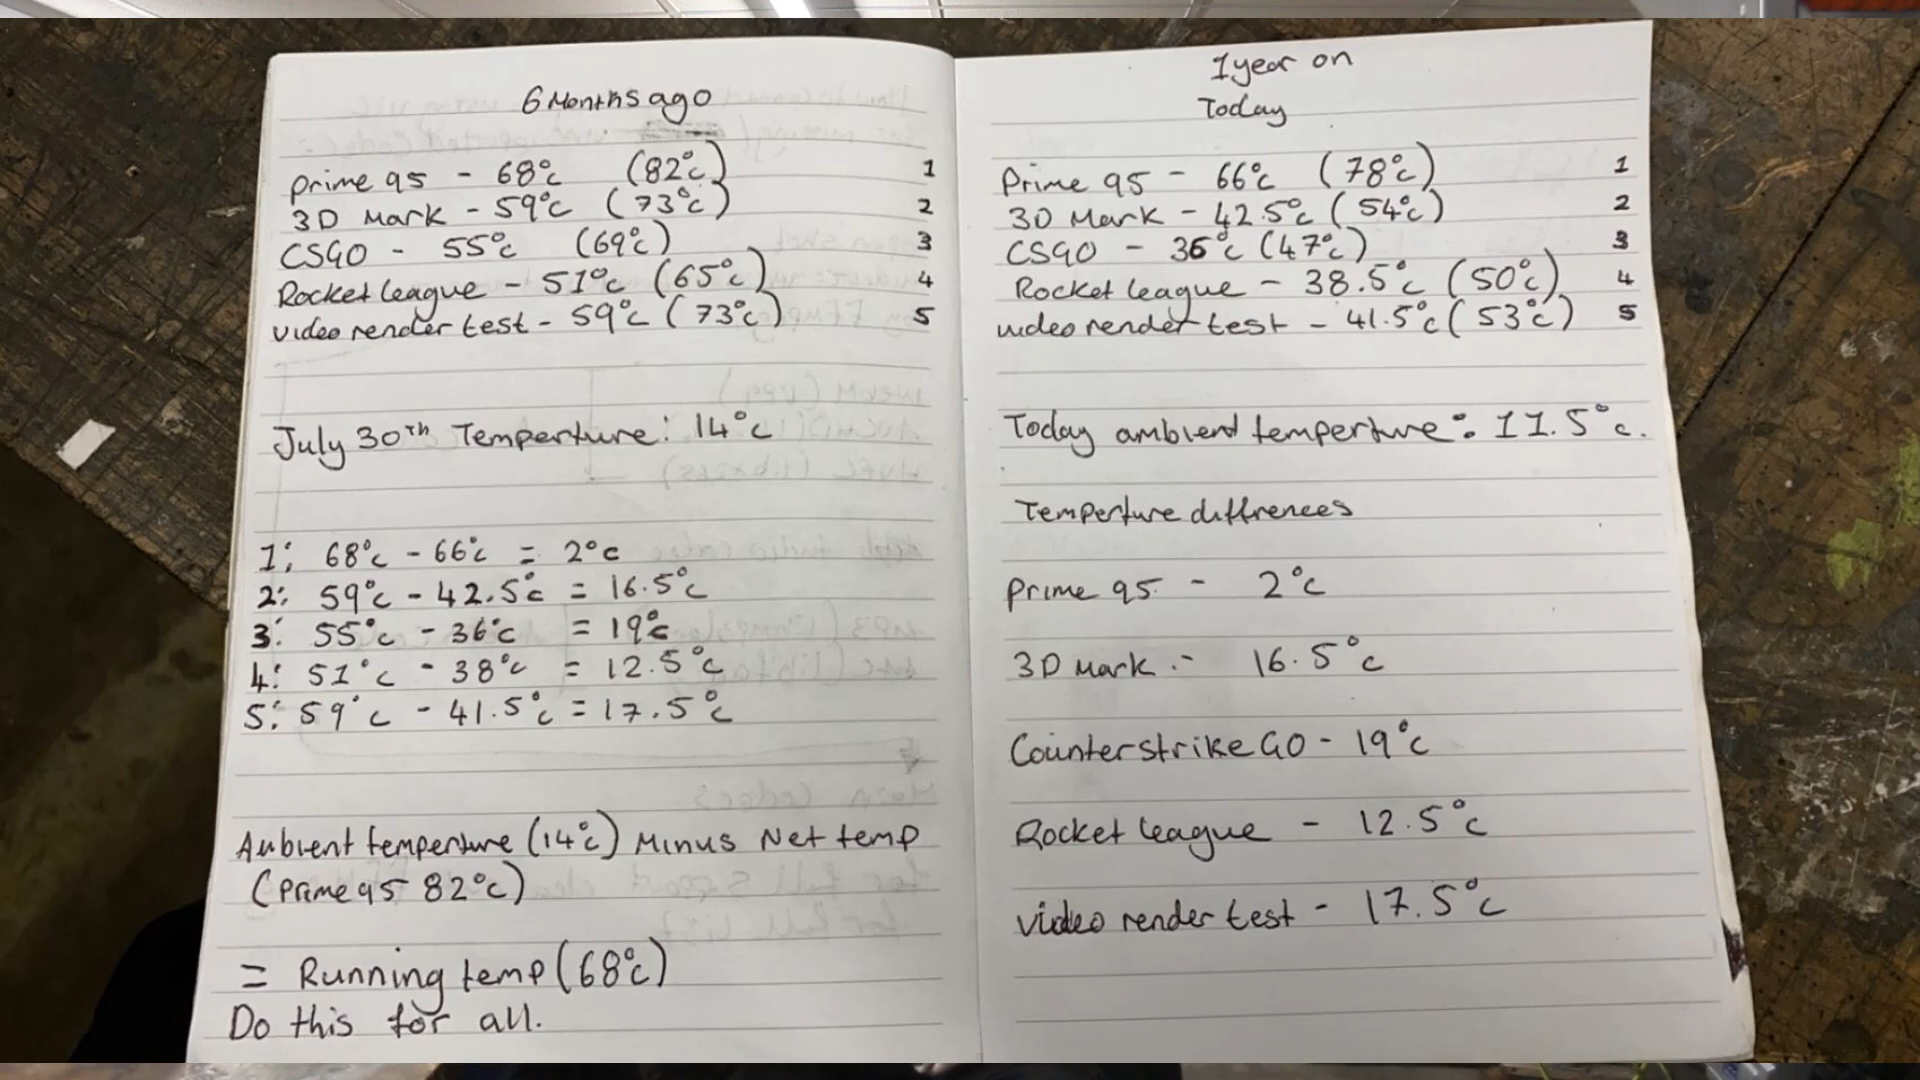 6 Months ago
Prime 95 - 68°c (82°c) 1
3D Mark - 59°c (73°c) 2
CSGO - 55°c (69°c) 3
Rocket league - 51°c (65°c) 4
video render test - 59°c (73°c) 5
July 30th Temperture: 14°c
1: 68°c - 66°c = 2°c
2: 59°c - 42.5°c = 16.5°c
3: 55°c - 36°c = 19°c
4: 51°c - 38°c = 12.5°c
5: 59°c - 41.5°c = 17.5°c
Ambient temperture (14°c) Minus Net temp
(Prime 95 82°c)
= Running temp (68°c)
Do this for all.
1 year on
Today
Prime 95 - 66°c (78°c) 1
3D Mark - 42.5°c (54°c) 2
CSGO - 36°c (47°c) 3
Rocket league - 38.5°c (50°c) 4
video render test - 41.5°c (53°c) 5
Today ambient temperture: 11.5°c.
Temperture diffrences
Prime 95 - 2°c
3D Mark - 16.5°c
Counterstrike GO - 19°c
Rocket league - 12.5°c
video render test - 17.5°c